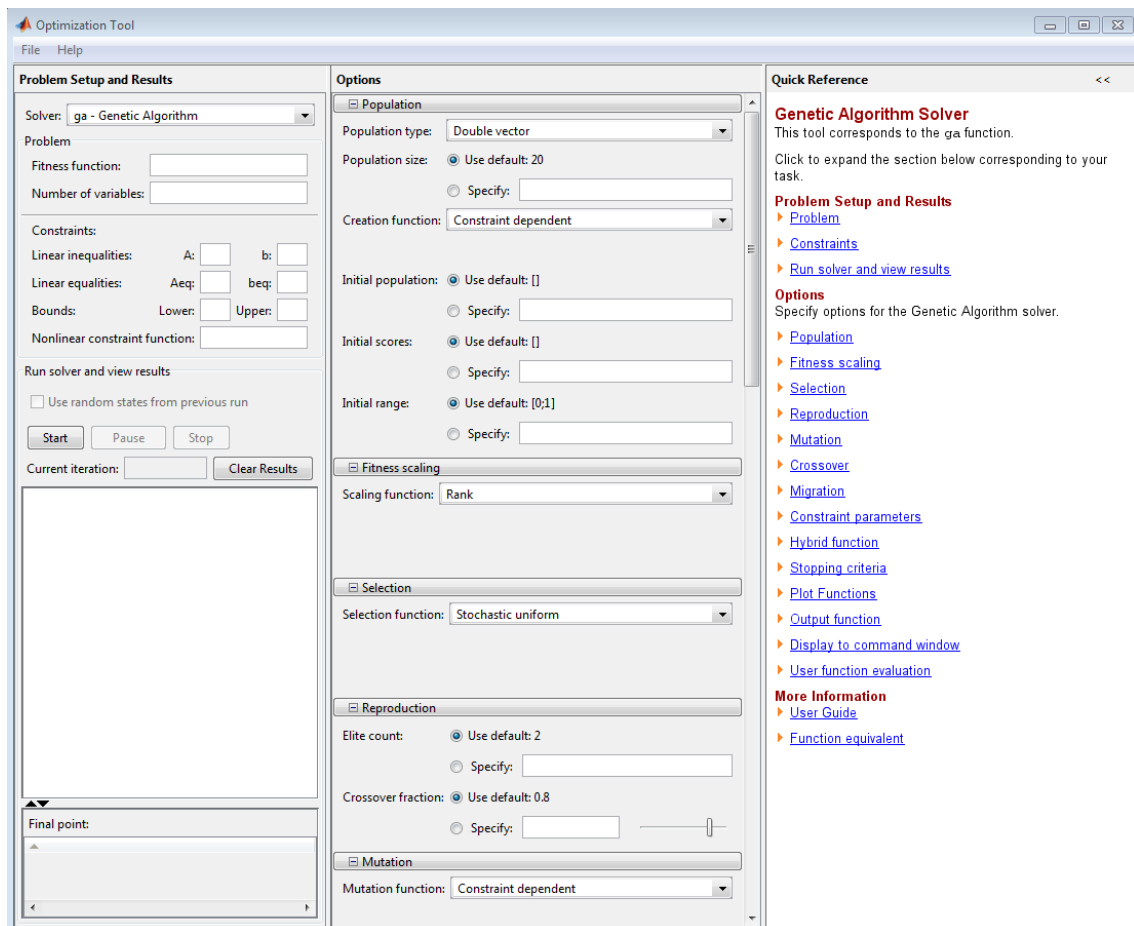 Optimization Tool
File Help
Problem Setup and Results
Solver: ga - Genetic Algorithm
Problem
Fitness function:
Number of variables:
Constraints:
Linear inequalities: A: b:
Linear equalities: Aeq: beq:
Bounds: Lower: Upper:
Nonlinear constraint function:
Run solver and view results
Use random states from previous run
Start Pause Stop
Current iteration: Clear Results
Final point:
Options
Population
Population type: Double vector
Population size: Use default: 20
Specify:
Creation function: Constraint dependent
Initial population: Use default: []
Specify:
Initial scores: Use default: []
Specify:
Initial range: Use default: [0;1]
Specify:
Fitness scaling
Scaling function: Rank
Selection
Selection function: Stochastic uniform
Reproduction
Elite count: Use default: 2
Specify:
Crossover fraction: Use default: 0.8
Specify:
Mutation
Mutation function: Constraint dependent
Quick Reference <<
Genetic Algorithm Solver
This tool corresponds to the ga function.
Click to expand the section below corresponding to your
task.
Problem Setup and Results
Problem
Constraints
Run solver and view results
Options
Specify options for the Genetic Algorithm solver.
Population
Fitness scaling
Selection
Reproduction
Mutation
Crossover
Migration
Constraint parameters
Hybrid function
Stopping criteria
Plot Functions
Output function
Display to command window
User function evaluation
More Information
User Guide
Function equivalent